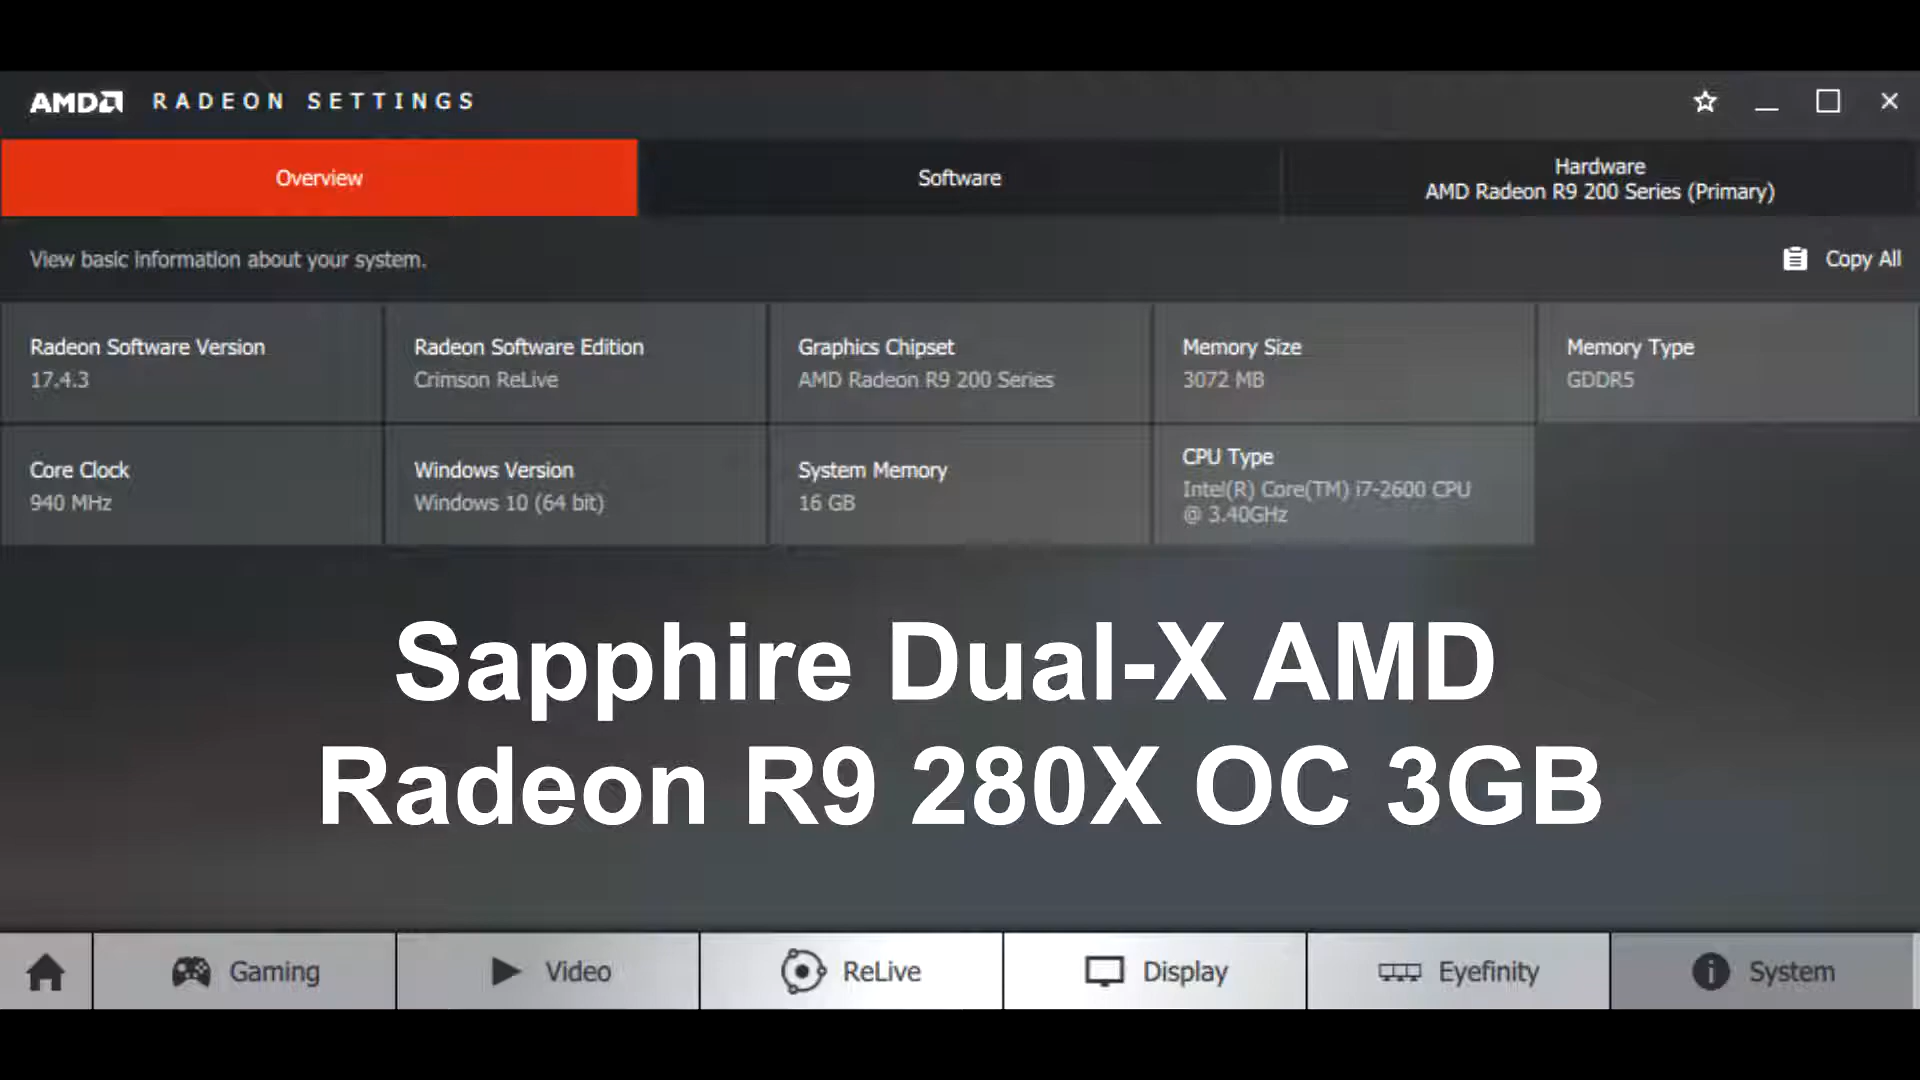 AMD RADEON SETTINGS
Overview
Software
Hardware
AMD Radeon R9 200 Series (Primary)
View basic information about your system.
Copy All
Radeon Software Version
17.4.3
Radeon Software Edition
Crimson ReLive
Graphics Chipset
AMD Radeon R9 200 Series
Memory Size
3072 MB
Memory Type
GDDR5
Core Clock
940 MHz
Windows Version
Windows 10 (64 bit)
System Memory
16 GB
CPU Type
Intel(R) Core(TM) i7-2600 CPU
@ 3.40GHz
Sapphire Dual-X AMD
Radeon R9 280X OC 3GB
Gaming
Video
ReLive
Display
Eyefinity
System